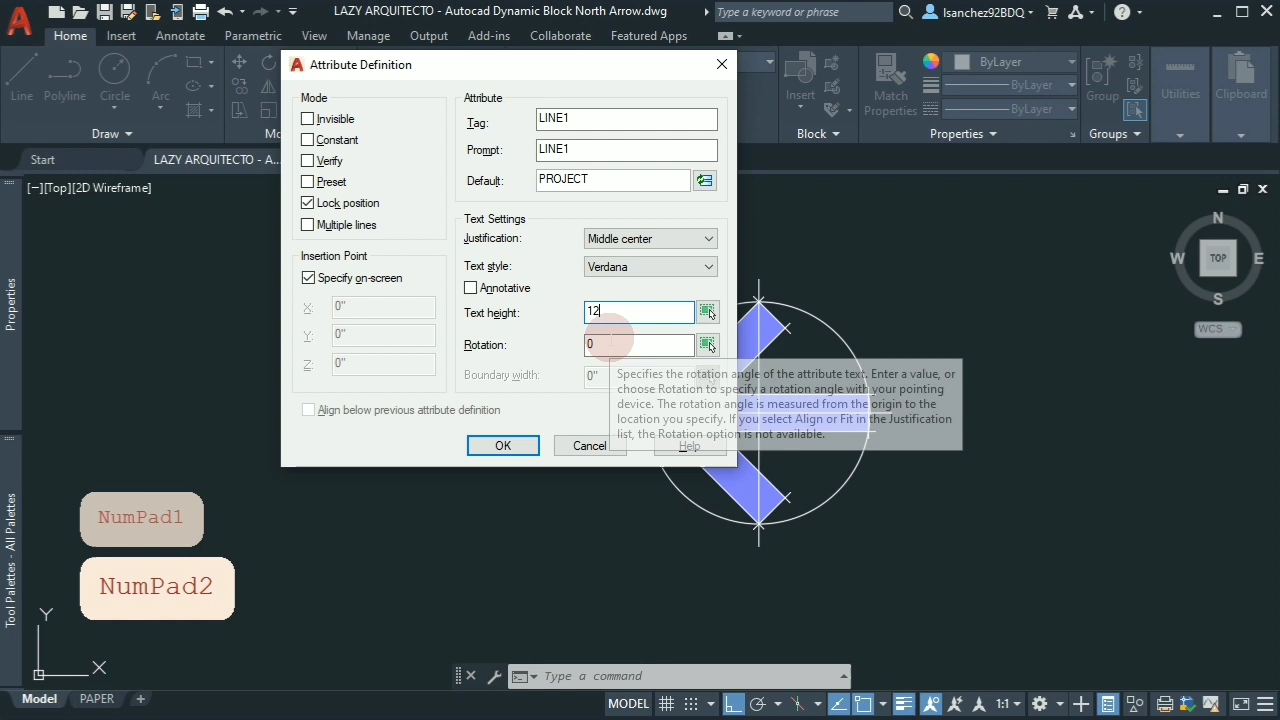 LAZY ARQUITECTO - Autocad Dynamic Block North Arrow.dwg
Type a keyword or phrase
lsanchez92BDQ
Home Insert Annotate Parametric View Manage Output Add-ins Collaborate Featured Apps
Line Polyline Circle Arc
Draw
Insert
Block
Match
Properties
ByLayer
ByLayer
ByLayer
Properties
Group
Groups
Utilities
Clipboard
Start
LAZY ARQUITECTO - A...
[−][Top][2D Wireframe]
Attribute Definition
Mode
Invisible
Constant
Verify
Preset
Lock position
Multiple lines
Insertion Point
Specify on-screen
X: 0"
Y: 0"
Z: 0"
Align below previous attribute definition
Attribute
Tag: LINE1
Prompt: LINE1
Default: PROJECT
Text Settings
Justification: Middle center
Text style: Verdana
Annotative
Text height: 12
Rotation: 0
Boundary width: 0"
OK Cancel Help
Specifies the rotation angle of the attribute text. Enter a value, or
choose Rotation to specify a rotation angle with your pointing
device. The rotation angle is measured from the origin to the
location you specify. If you select Align or Fit in the Justification
list, the Rotation option is not available.
N
W TOP E
S
WCS
Properties
Tool Palettes - All Palettes
NumPad1
NumPad2
Y
X
Type a command
Model PAPER +
MODEL
1:1